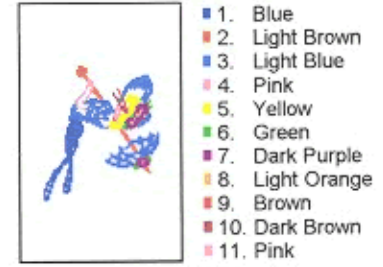 1. Blue
2. Light Brown
3. Light Blue
4. Pink
5. Yellow
6. Green
7. Dark Purple
8. Light Orange
9. Brown
10. Dark Brown
11. Pink